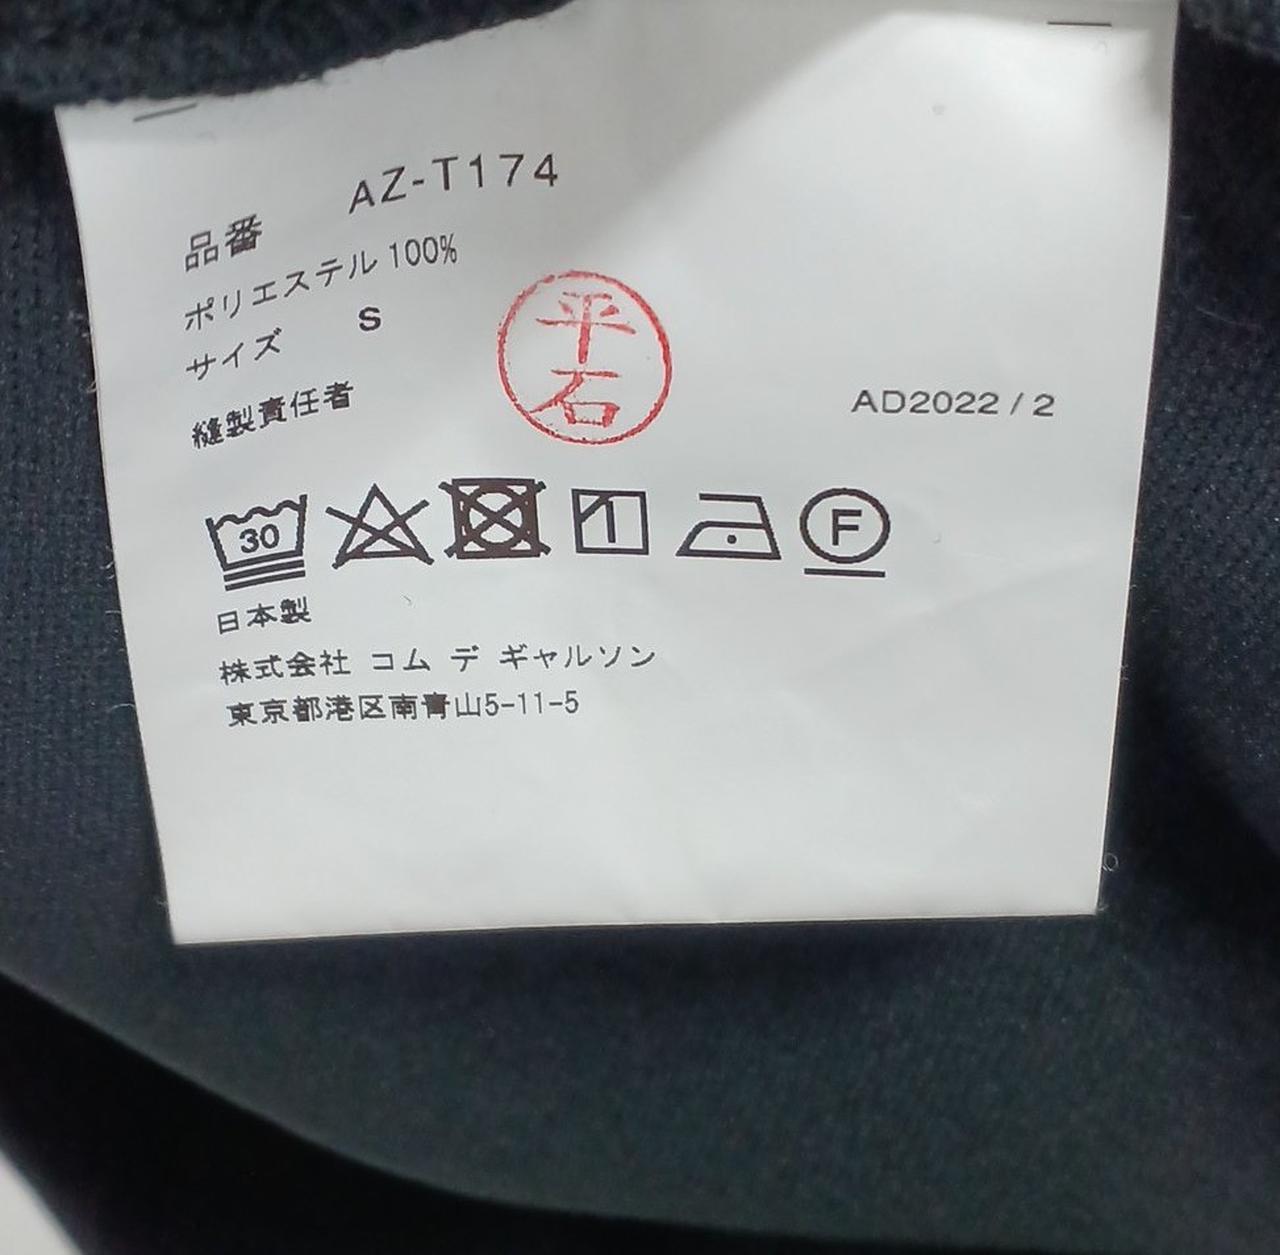 品番 AZ-T174
ポリエステル 100%
サイズ S
縫製責任者 平石
AD2022 / 2
30 F
日本製
株式会社 コム デ ギャルソン
東京都港区南青山5-11-5